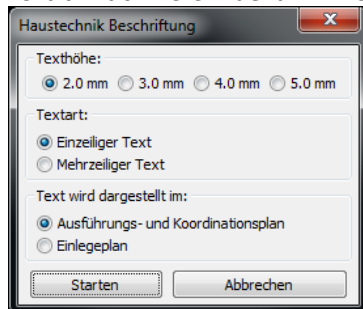 Haustechnik Beschriftung
Texthöhe:
2.0 mm 3.0 mm 4.0 mm 5.0 mm
Textart:
Einzeiliger Text
Mehrzeiliger Text
Text wird dargestellt im:
Ausführungs- und Koordinationsplan
Einlegeplan
Starten Abbrechen